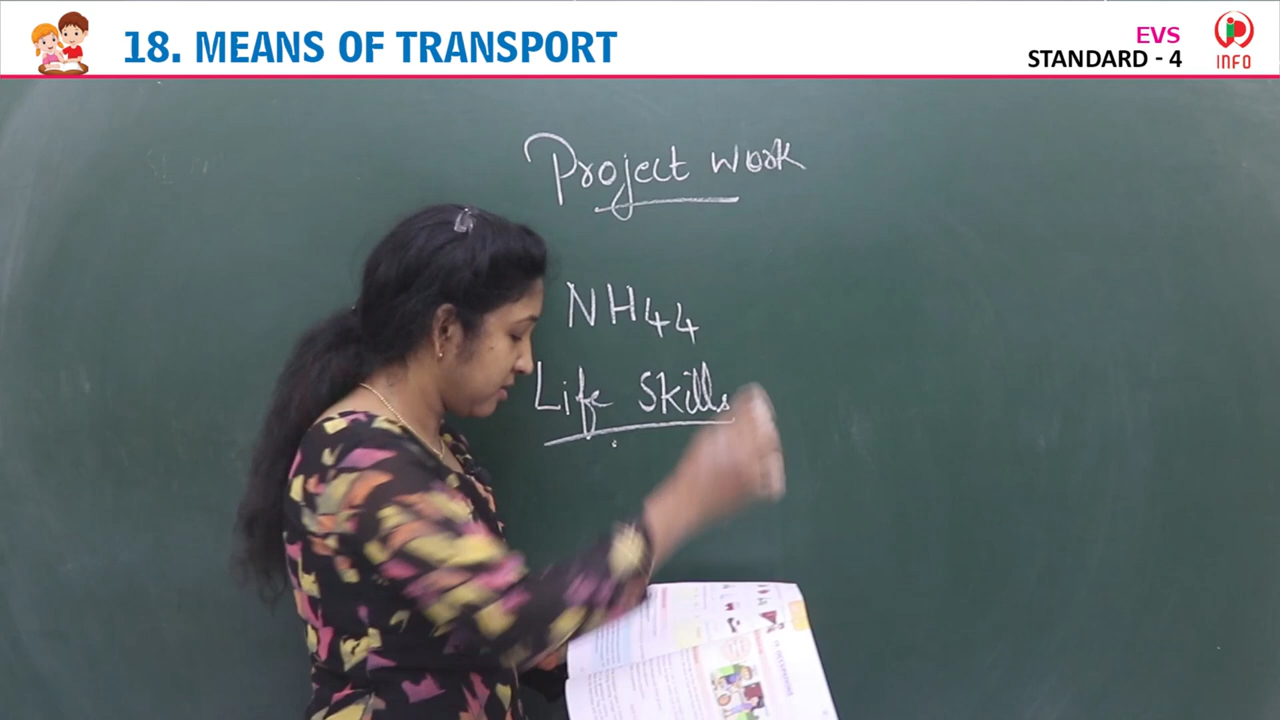 18. MEANS OF TRANSPORT
EVS
STANDARD - 4
INFO
Project work
NH44
Life Skills